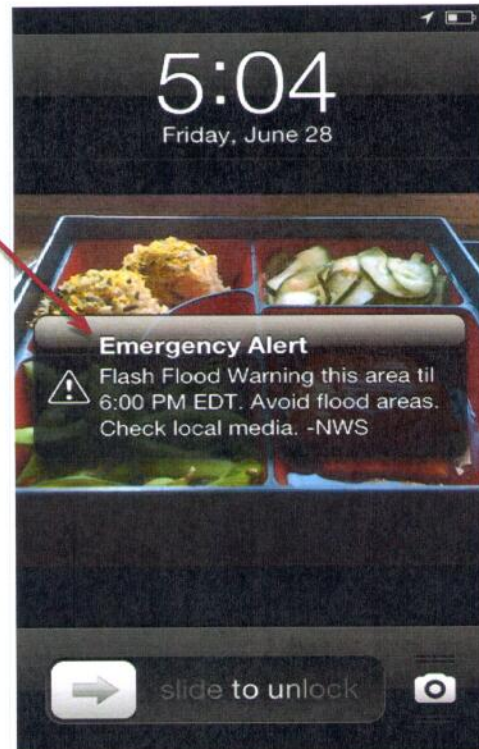 5:04
Friday, June 28
Emergency Alert
Flash Flood Warning this area til
6:00 PM EDT. Avoid flood areas.
Check local media. -NWS
slide to unlock